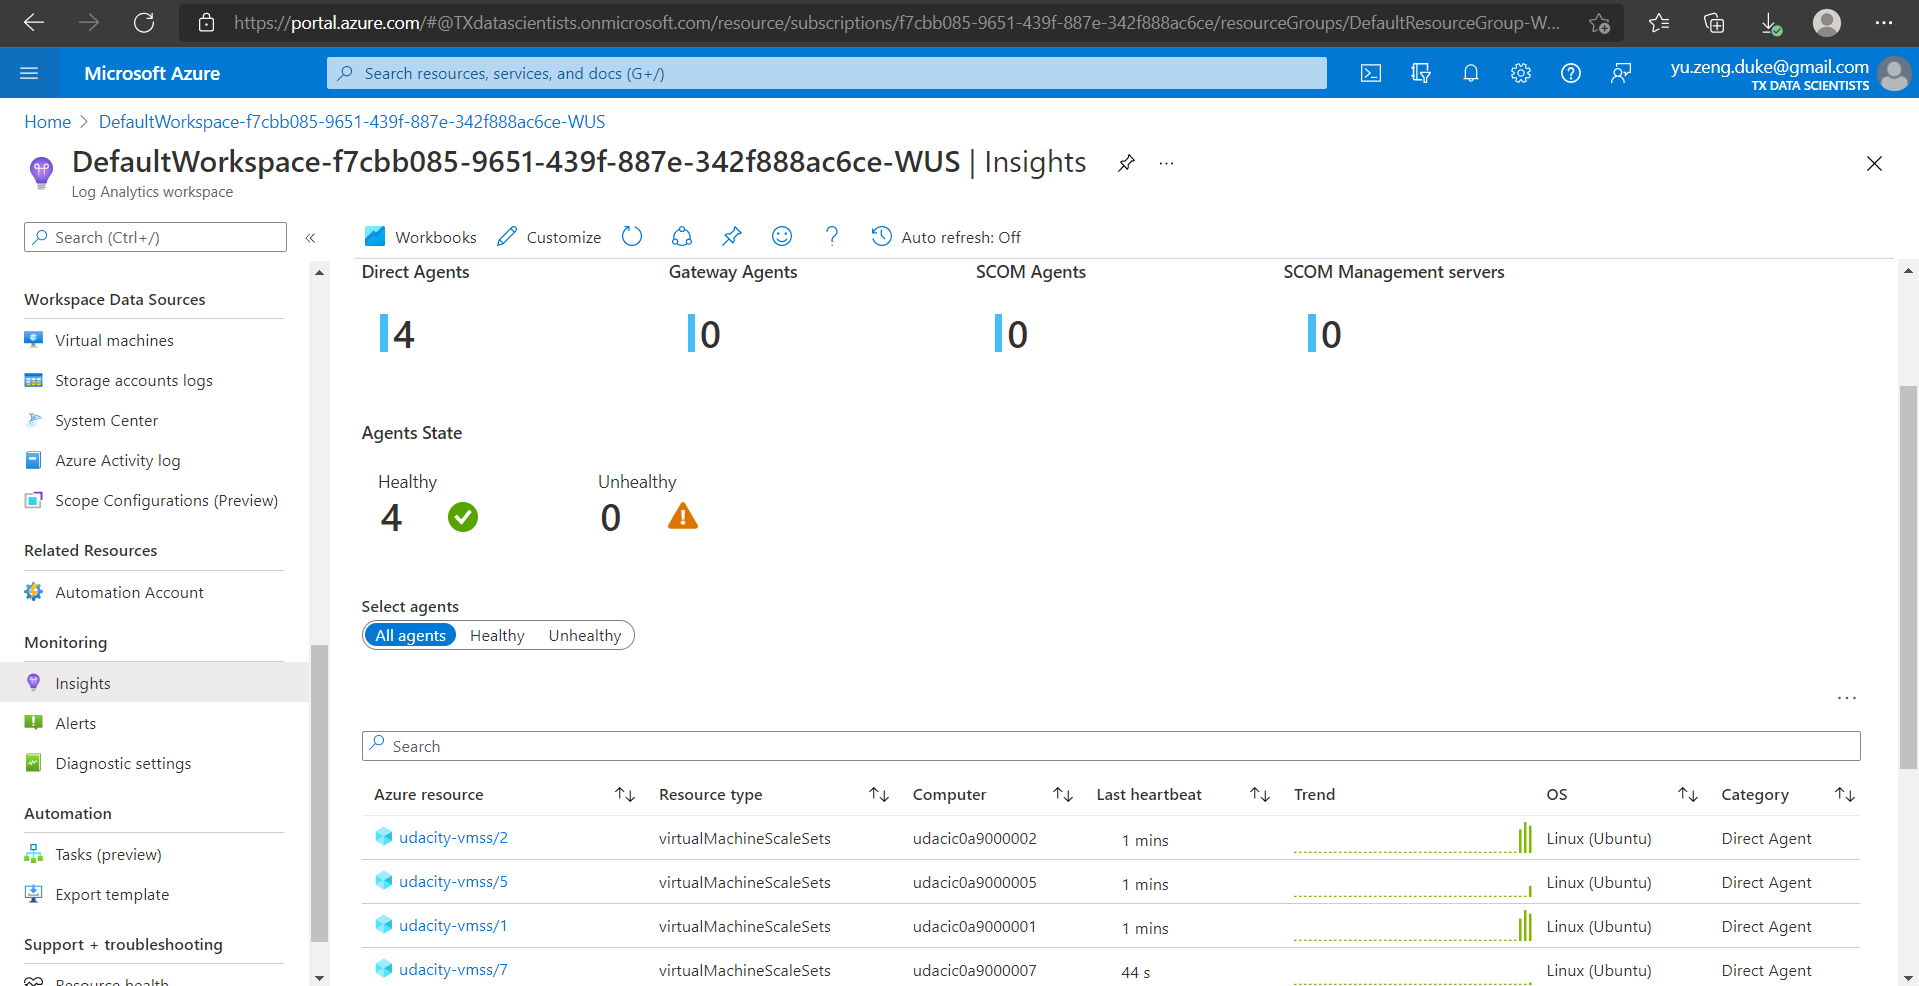 https://portal.azure.com/#@TXdatascientists.onmicrosoft.com/resource/subscriptions/f7cbb085-9651-439f-887e-342f888ac6ce/resourceGroups/DefaultResourceGroup-W...
Microsoft Azure
Search resources, services, and docs (G+/)
yu.zeng.duke@gmail.com
TX DATA SCIENTISTS
Home > DefaultWorkspace-f7cbb085-9651-439f-887e-342f888ac6ce-WUS
DefaultWorkspace-f7cbb085-9651-439f-887e-342f888ac6ce-WUS | Insights
Log Analytics workspace
Search (Ctrl+/)
Workspace Data Sources
Virtual machines
Storage accounts logs
System Center
Azure Activity log
Scope Configurations (Preview)
Related Resources
Automation Account
Monitoring
Insights
Alerts
Diagnostic settings
Automation
Tasks (preview)
Export template
Support + troubleshooting
Resource health
Workbooks Customize ? Auto refresh: Off
Direct Agents Gateway Agents SCOM Agents SCOM Management servers
4 0 0 0
Agents State
Healthy Unhealthy
4 0
Select agents
All agents Healthy Unhealthy
Search
Azure resource Resource type Computer Last heartbeat Trend OS Category
udacity-vmss/2 virtualMachineScaleSets udacic0a9000002 1 mins Linux (Ubuntu) Direct Agent
udacity-vmss/5 virtualMachineScaleSets udacic0a9000005 1 mins Linux (Ubuntu) Direct Agent
udacity-vmss/1 virtualMachineScaleSets udacic0a9000001 1 mins Linux (Ubuntu) Direct Agent
udacity-vmss/7 virtualMachineScaleSets udacic0a9000007 44 s Linux (Ubuntu) Direct Agent